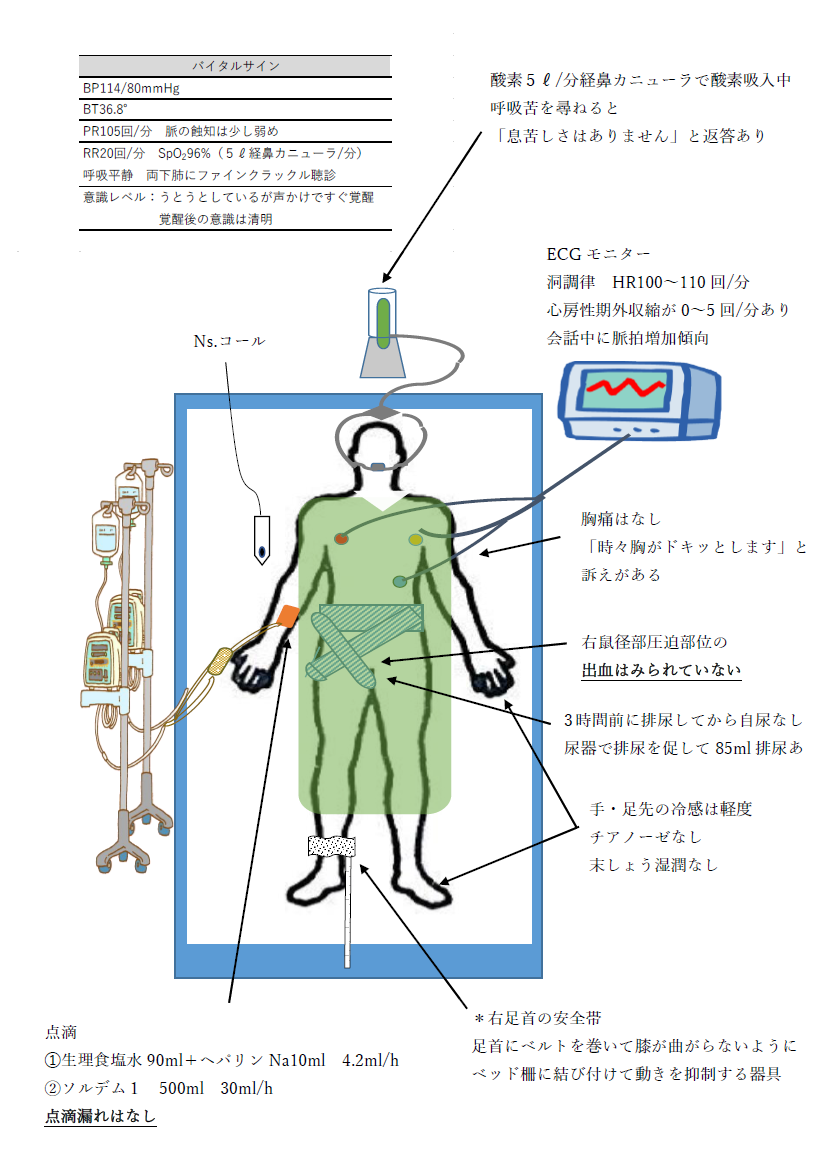 バイタルサイン
BP114/80mmHg
BT36.8°
PR105回/分　脈の蝕知は少し弱め
RR20回/分　SpO₂96%（５ℓ経鼻カニューラ/分）
呼吸平静　両下肺にファインクラックル聴診
意識レベル：うとうとしているが声かけですぐ覚醒
覚醒後の意識は清明
酸素５ℓ/分経鼻カニューラで酸素吸入中
呼吸苦を尋ねると
「息苦しさはありません」と返答あり
ECGモニター
洞調律　HR100～110回/分
心房性期外収縮が0～5回/分あり
会話中に脈拍増加傾向
Ns.コール
胸痛はなし
「時々胸がドキッとします」と
訴えがある
右鼠径部圧迫部位の
出血はみられていない
３時間前に排尿してから自尿なし
尿器で排尿を促して85ml排尿あ
手・足先の冷感は軽度
チアノーゼなし
末しょう湿潤なし
点滴
①生理食塩水90ml＋ヘパリンNa10ml　4.2ml/h
②ソルデム１　500ml　30ml/h
点滴漏れはなし
＊右足首の安全帯
足首にベルトを巻いて膝が曲がらないように
ベッド柵に結び付けて動きを抑制する器具